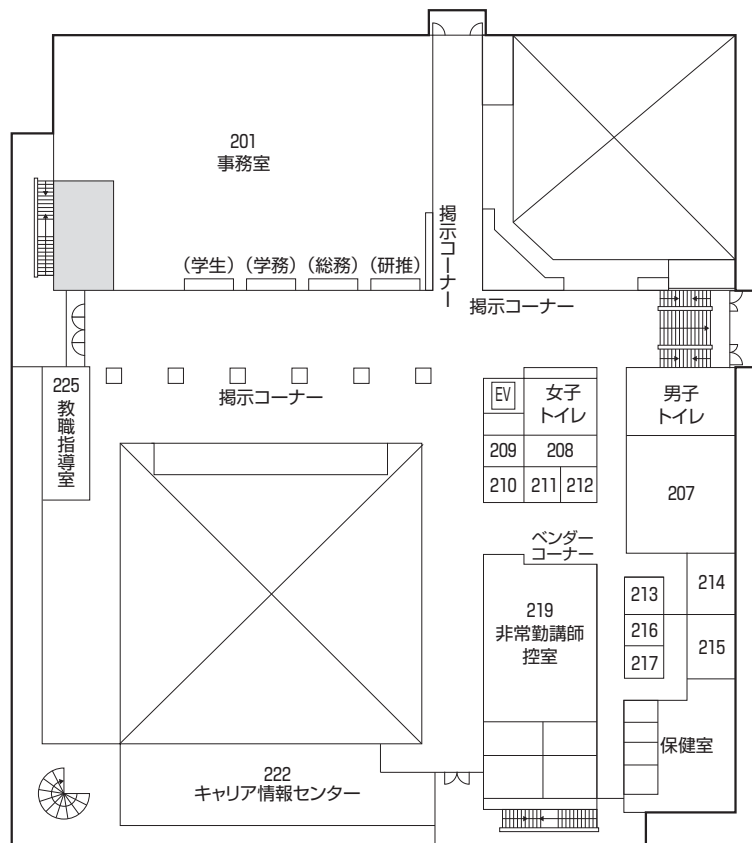 201
事務室
掲示コーナー
(学生)
(学務)
(総務)
(研推)
掲示コーナー
225
教職指導室
掲示コーナー
EV
女子
トイレ
男子
トイレ
209
208
210
211
212
207
ベンダー
コーナー
219
非常勤講師
控室
213
214
216
217
215
保健室
222
キャリア情報センター